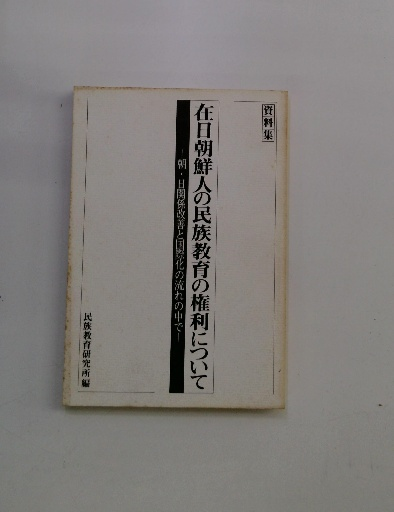 資料集
在日朝鮮人の民族教育の権利について
―朝・日関係改善と国際化の流れの中で―
民族教育研究所編